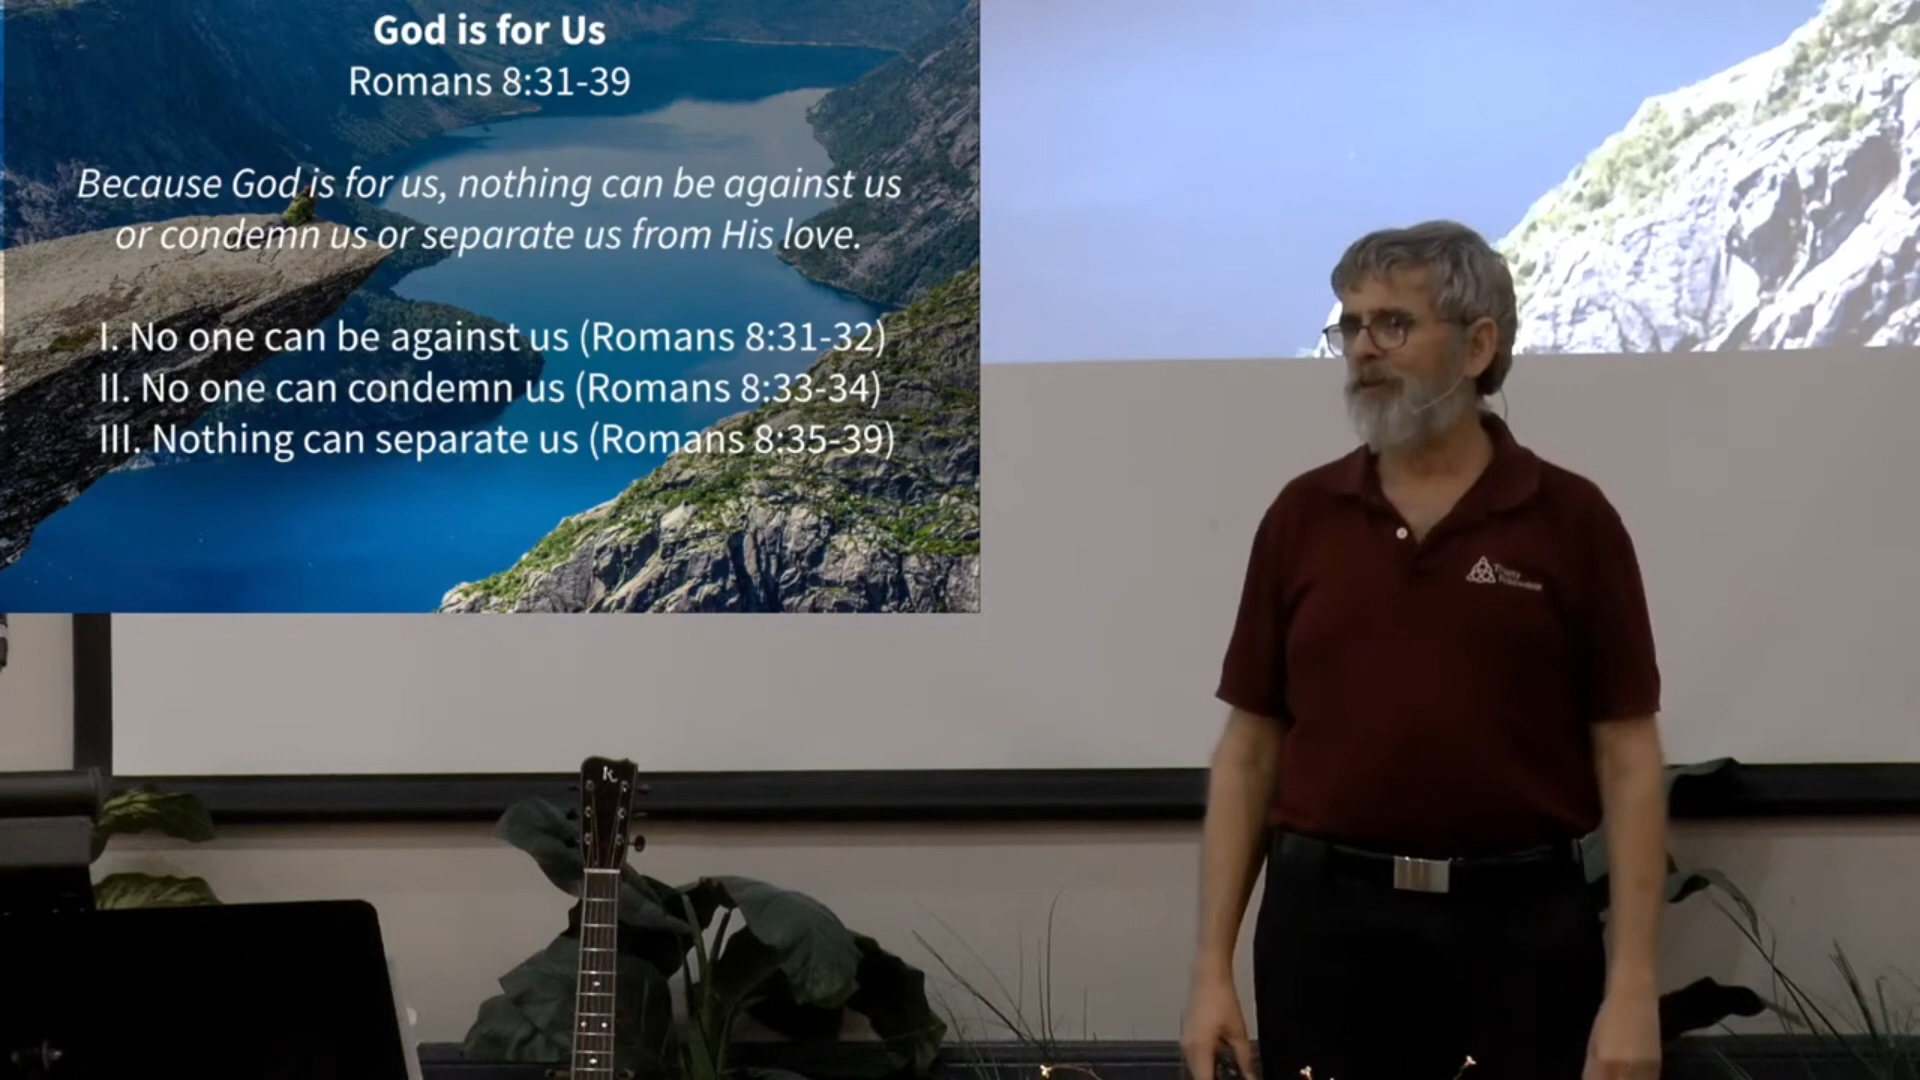 God is for Us
Romans 8:31-39
Because God is for us, nothing can be against us
or condemn us or separate us from His love.
I. No one can be against us (Romans 8:31-32)
II. No one can condemn us (Romans 8:33-34)
III. Nothing can separate us (Romans 8:35-39)
Trinity